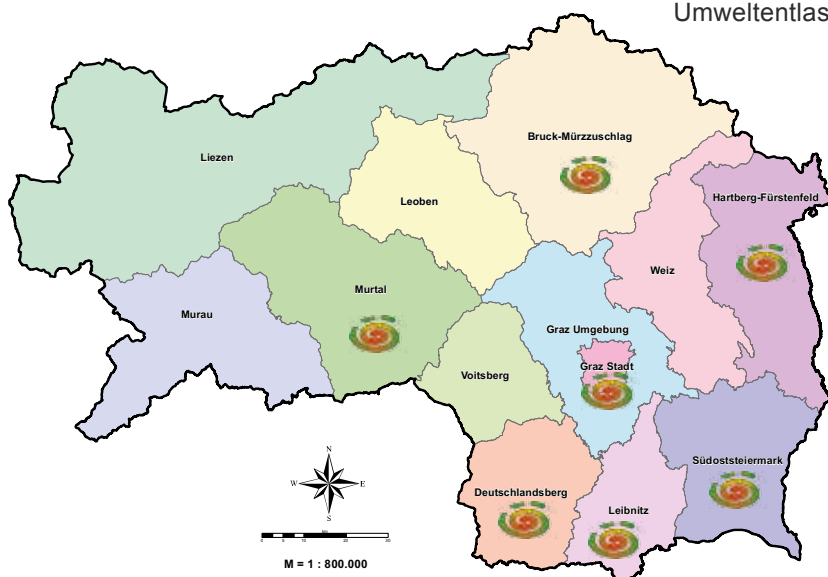 Umweltentlas
Bruck-Mürzzuschlag
Liezen
Hartberg-Fürstenfeld
Leoben
Weiz
Murtal
Murau
Graz Umgebung
Graz Stadt
Voitsberg
Südoststeiermark
Deutschlandsberg
Leibnitz
N
W E
S
M = 1 : 800.000